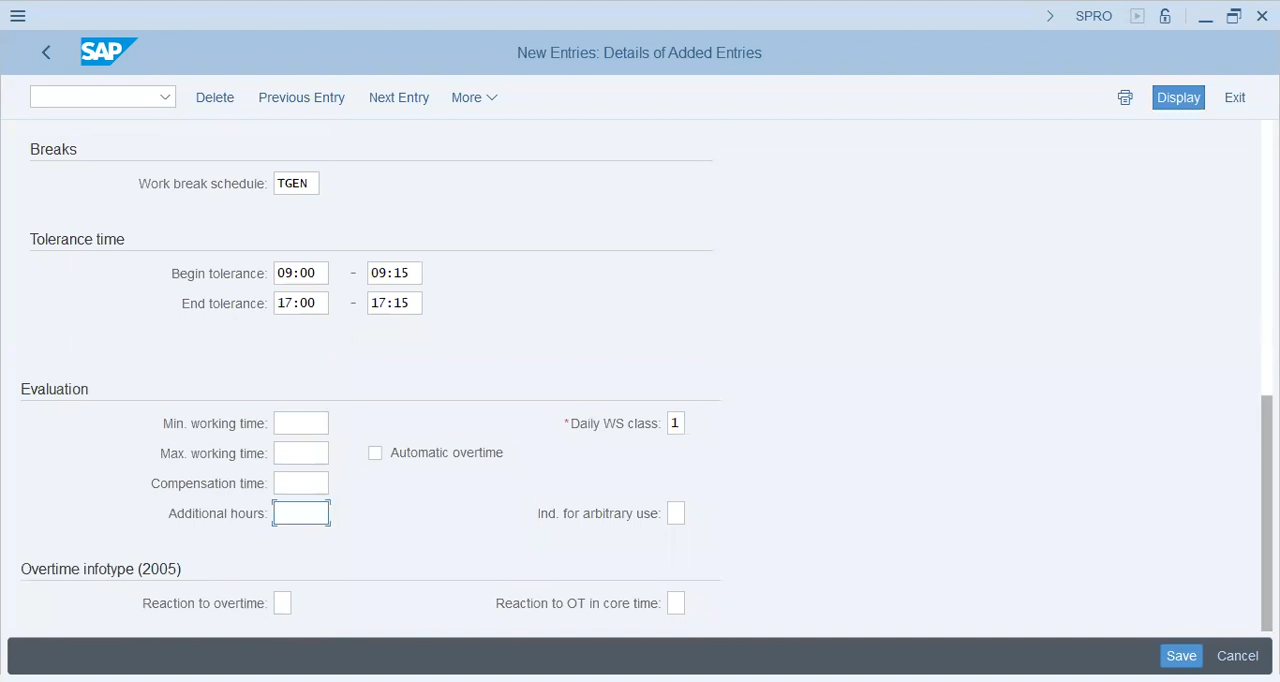 SPRO
SAP New Entries: Details of Added Entries
Delete Previous Entry Next Entry More Display Exit
Breaks
Work break schedule: TGEN
Tolerance time
Begin tolerance: 09:00 - 09:15
End tolerance: 17:00 - 17:15
Evaluation
Min. working time: *Daily WS class: 1
Max. working time: Automatic overtime
Compensation time:
Additional hours: Ind. for arbitrary use:
Overtime infotype (2005)
Reaction to overtime: Reaction to OT in core time:
Save Cancel